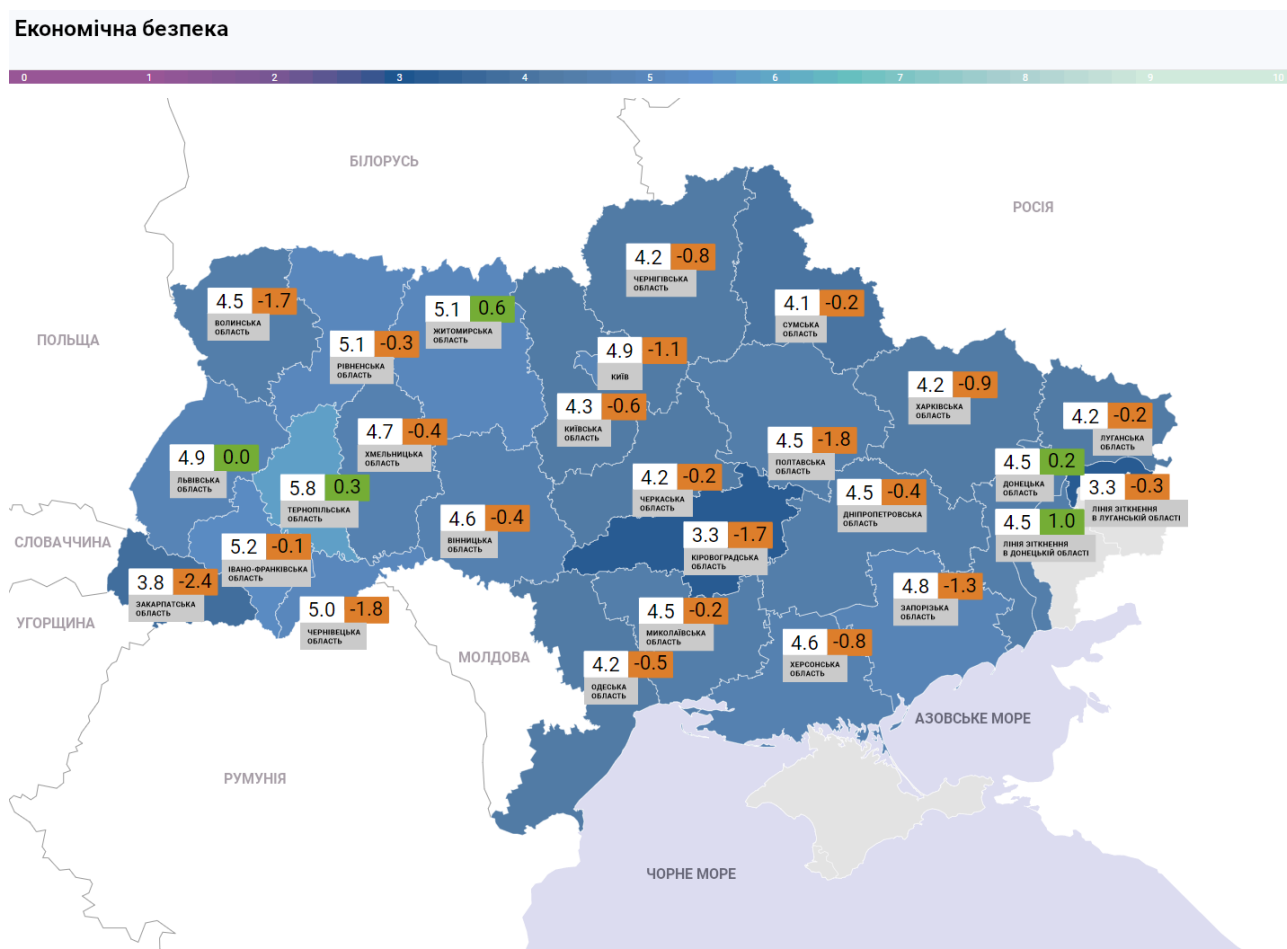 Економічна безпека
0 1 2 3 4 5 6 7 8 9 10
БІЛОРУСЬ
РОСІЯ
ПОЛЬЩА
СЛОВАЧЧИНА
УГОРЩИНА
РУМУНІЯ
МОЛДОВА
АЗОВСЬКЕ МОРЕ
ЧОРНЕ МОРЕ
4.2 -0.8
ЧЕРНІГІВСЬКА
ОБЛАСТЬ
4.5 -1.7
ВОЛИНСЬКА
ОБЛАСТЬ
5.1 0.6
ЖИТОМИРСЬКА
ОБЛАСТЬ
4.1 -0.2
СУМСЬКА
ОБЛАСТЬ
5.1 -0.3
РІВНЕНСЬКА
ОБЛАСТЬ
4.9 -1.1
КИЇВ
4.2 -0.9
ХАРКІВСЬКА
ОБЛАСТЬ
4.3 -0.6
КИЇВСЬКА
ОБЛАСТЬ
4.2 -0.2
ЛУГАНСЬКА
ОБЛАСТЬ
4.7 -0.4
ХМЕЛЬНИЦЬКА
ОБЛАСТЬ
4.5 -1.8
ПОЛТАВСЬКА
ОБЛАСТЬ
4.9 0.0
ЛЬВІВСЬКА
ОБЛАСТЬ
4.5 0.2
ДОНЕЦЬКА
ОБЛАСТЬ
5.8 0.3
ТЕРНОПІЛЬСЬКА
ОБЛАСТЬ
4.2 -0.2
ЧЕРКАСЬКА
ОБЛАСТЬ
4.5 -0.4
ДНІПРОПЕТРОВСЬКА
ОБЛАСТЬ
3.3 -0.3
ЛІНІЯ ЗІТКНЕННЯ
В ЛУГАНСЬКІЙ ОБЛАСТІ
4.6 -0.4
ВІННИЦЬКА
ОБЛАСТЬ
3.3 -1.7
КІРОВОГРАДСЬКА
ОБЛАСТЬ
4.5 1.0
ЛІНІЯ ЗІТКНЕННЯ
В ДОНЕЦЬКІЙ ОБЛАСТІ
5.2 -0.1
ІВАНО-ФРАНКІВСЬКА
ОБЛАСТЬ
3.8 -2.4
ЗАКАРПАТСЬКА
ОБЛАСТЬ
4.8 -1.3
ЗАПОРІЗЬКА
ОБЛАСТЬ
5.0 -1.8
ЧЕРНІВЕЦЬКА
ОБЛАСТЬ
4.5 -0.2
МИКОЛАЇВСЬКА
ОБЛАСТЬ
4.6 -0.8
ХЕРСОНСЬКА
ОБЛАСТЬ
4.2 -0.5
ОДЕСЬКА
ОБЛАСТЬ